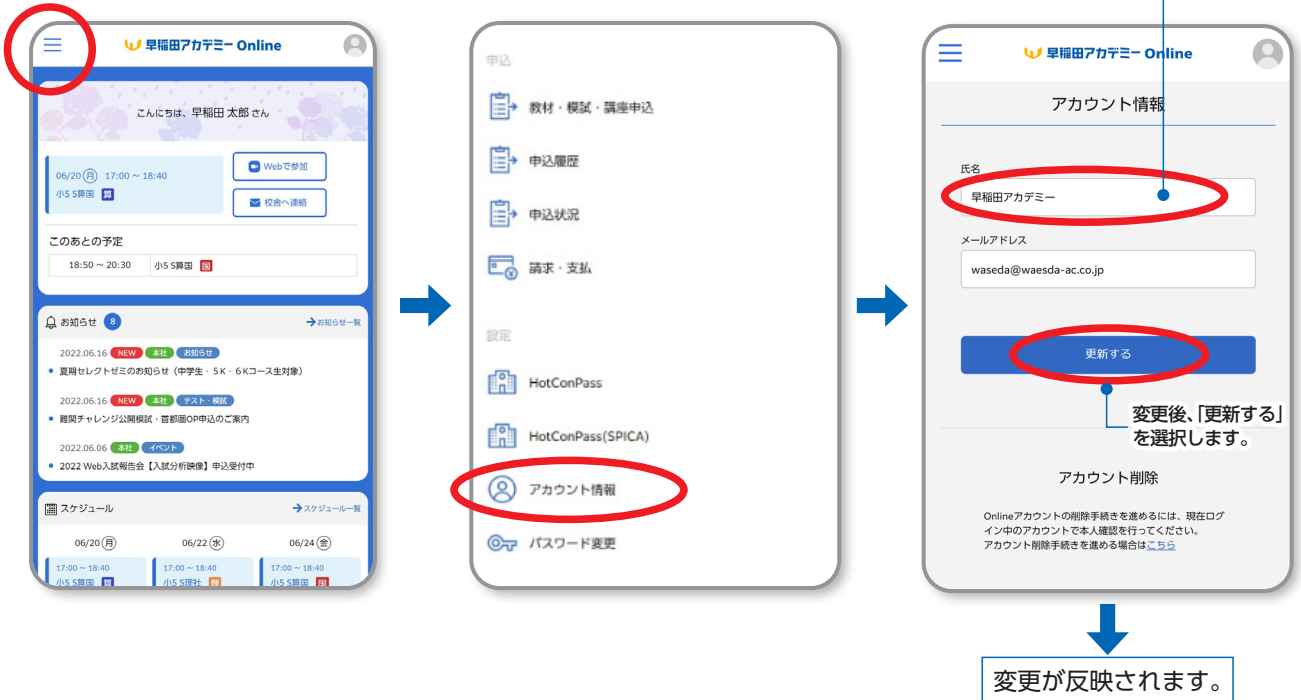 早稲田アカデミー Online
こんにちは、早稲田 太郎 さん
06/20 月 17:00 ~ 18:40
小5 S算国 算
Webで参加
校舎へ連絡
このあとの予定
18:50 ~ 20:30 小5 S算国 国
お知らせ 8 お知らせ一覧
2022.06.16 NEW 本社 お知らせ
• 夏期セレクトゼミのお知らせ（中学生・5K・6Kコース生対象）
2022.06.16 NEW 本社 テスト・模試
• 難関チャレンジ公開模試・首都圏OP申込のご案内
2022.06.06 本社 イベント
• 2022 Web入試報告会【入試分析映像】申込受付中
スケジュール スケジュール一覧
06/20 月 06/22 水 06/24 金
17:00 ~ 18:40 17:00 ~ 18:40 17:00 ~ 18:40
小5 S算国 算 小5 S理社 理 小5 S算国 国
申込
教材・模試・講座申込
申込履歴
申込状況
請求・支払
設定
HotConPass
HotConPass(SPICA)
アカウント情報
パスワード変更
早稲田アカデミー Online
アカウント情報
氏名
早稲田アカデミー
メールアドレス
waseda@waesda-ac.co.jp
更新する
変更後、「更新する」
を選択します。
アカウント削除
Onlineアカウントの削除手続きを進めるには、現在ログ
イン中のアカウントで本人確認を行ってください。
アカウント削除手続きを進める場合はこちら
変更が反映されます。